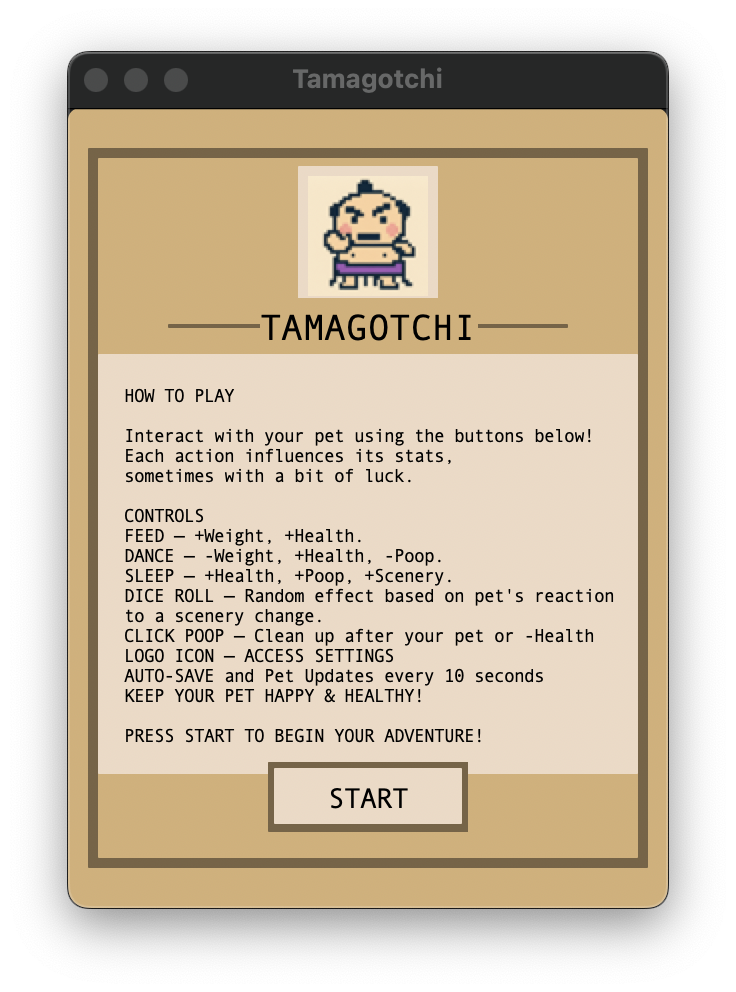 Tamagotchi
TAMAGOTCHI
HOW TO PLAY
Interact with your pet using the buttons below!
Each action influences its stats,
sometimes with a bit of luck.
CONTROLS
FEED — +Weight, +Health.
DANCE — -Weight, +Health, -Poop.
SLEEP — +Health, +Poop, +Scenery.
DICE ROLL — Random effect based on pet's reaction
to a scenery change.
CLICK POOP — Clean up after your pet or -Health
LOGO ICON — ACCESS SETTINGS
AUTO-SAVE and Pet Updates every 10 seconds
KEEP YOUR PET HAPPY & HEALTHY!
PRESS START TO BEGIN YOUR ADVENTURE!
START